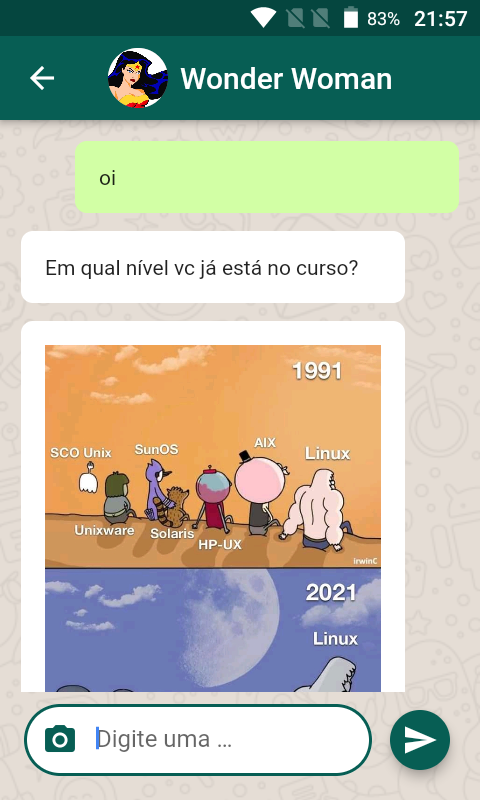 83% 21:57
Wonder Woman
oi
Em qual nível vc já está no curso?
1991
SCO Unix SunOS AIX Linux
Unixware Solaris HP-UX
irwinC
2021
Linux
Digite uma ...